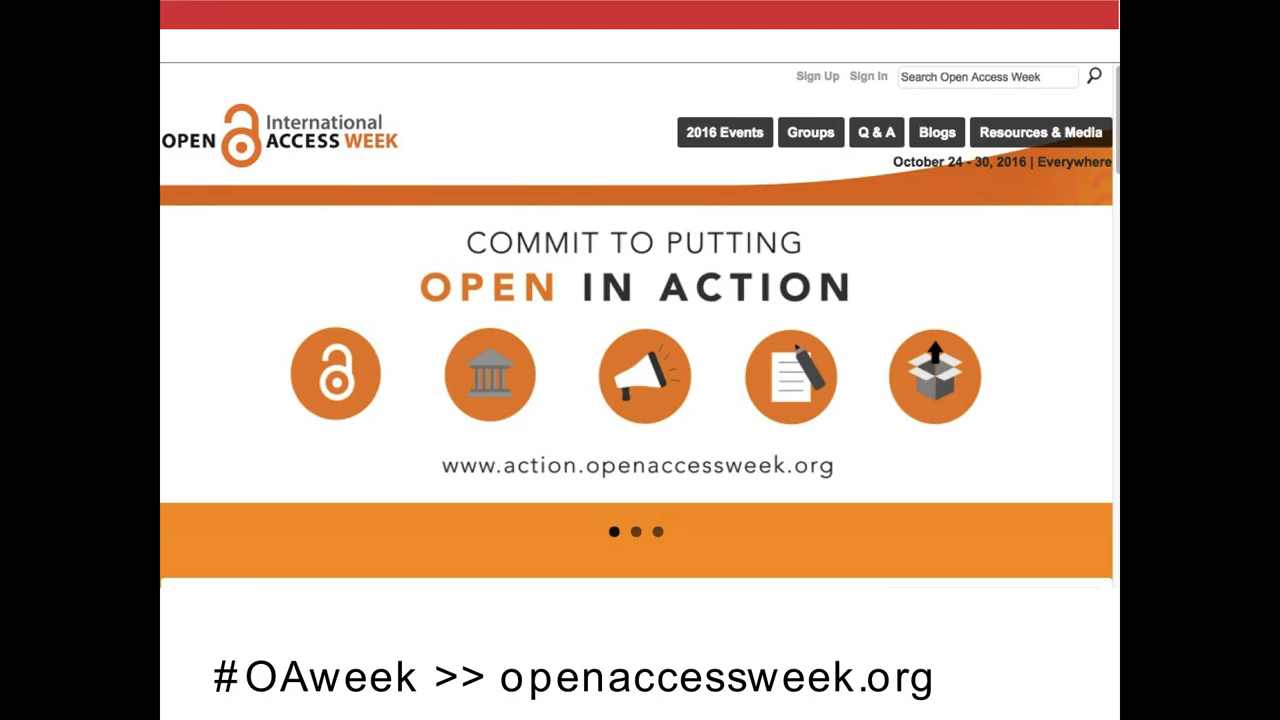 Sign Up Sign In Search Open Access Week
OPEN International ACCESS WEEK
2016 Events Groups Q & A Blogs Resources & Media
October 24 - 30, 2016 | Everywhere
COMMIT TO PUTTING
OPEN IN ACTION
www.action.openaccessweek.org
#OAweek >> openaccessweek.org